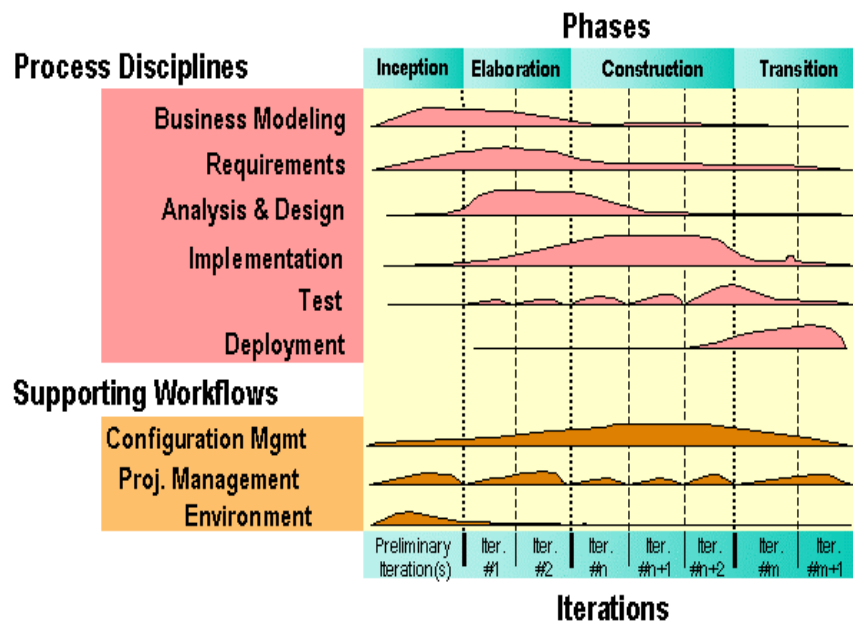 Phases
Process Disciplines
Inception Elaboration Construction Transition
Business Modeling
Requirements
Analysis & Design
Implementation
Test
Deployment
Supporting Workflows
Configuration Mgmt
Proj. Management
Environment
Preliminary Iter. Iter. Iter. Iter. Iter. Iter. Iter.
Iteration(s) #1 #2 #n #n+1 #n+2 #m #m+1
Iterations